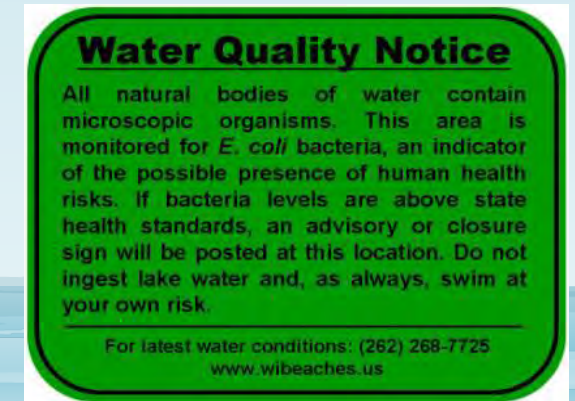 Water Quality Notice
All natural bodies of water contain
microscopic organisms. This area is
monitored for E. coli bacteria, an indicator
of the possible presence of human health
risks. If bacteria levels are above state
health standards, an advisory or closure
sign will be posted at this location. Do not
ingest lake water and, as always, swim at
your own risk.
For latest water conditions: (262) 268-7725
www.wibeaches.us